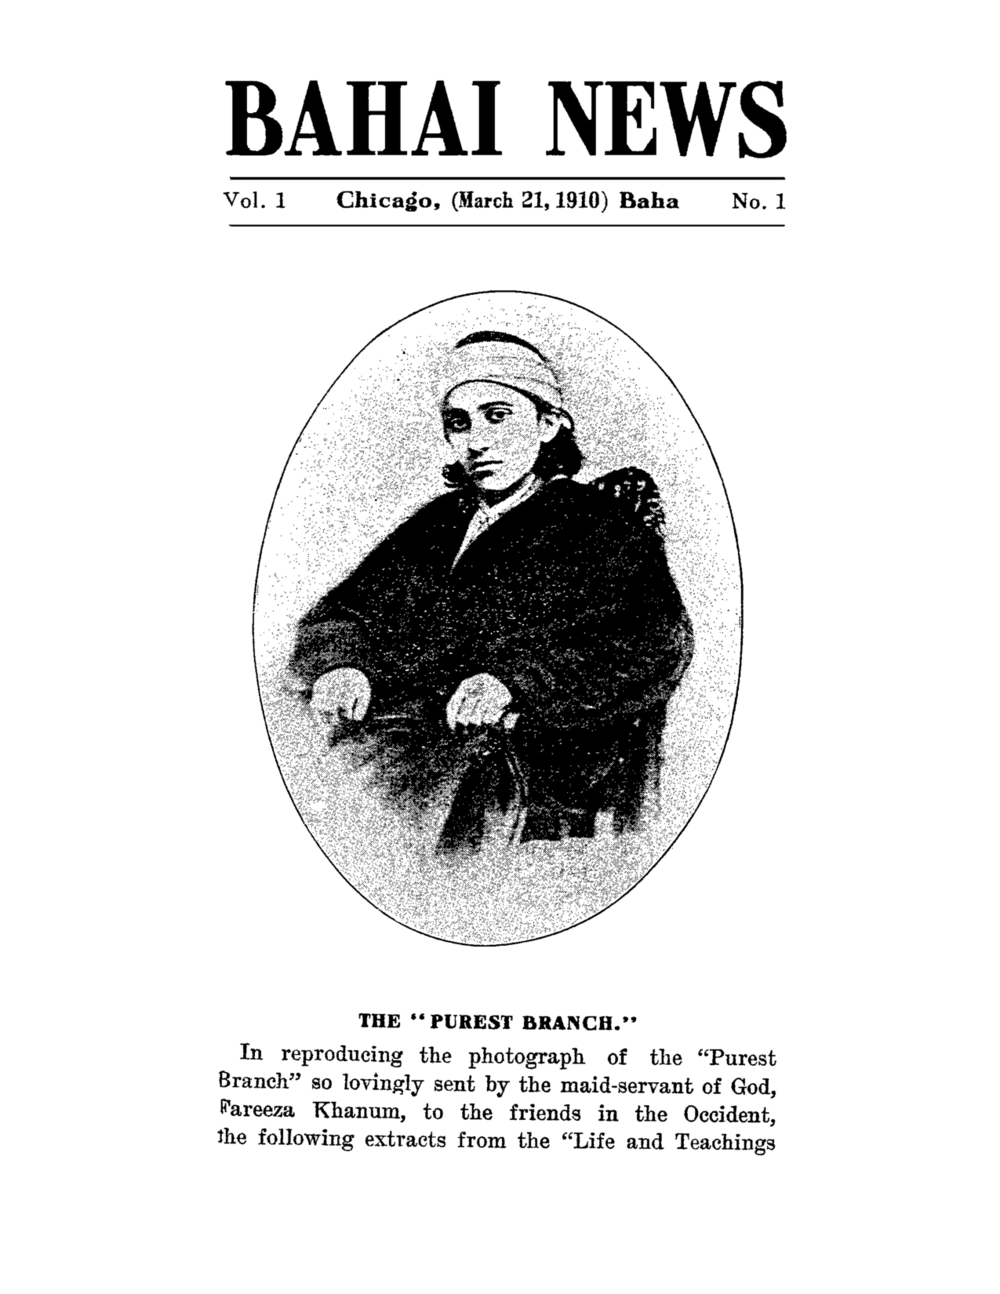 BAHAI NEWS
Vol. 1 Chicago, (March 21, 1910) Baha No. 1
THE "PUREST BRANCH."
In reproducing the photograph of the "Purest
Branch" so lovingly sent by the maid-servant of God,
Fareeza Khanum, to the friends in the Occident,
the following extracts from the "Life and Teachings